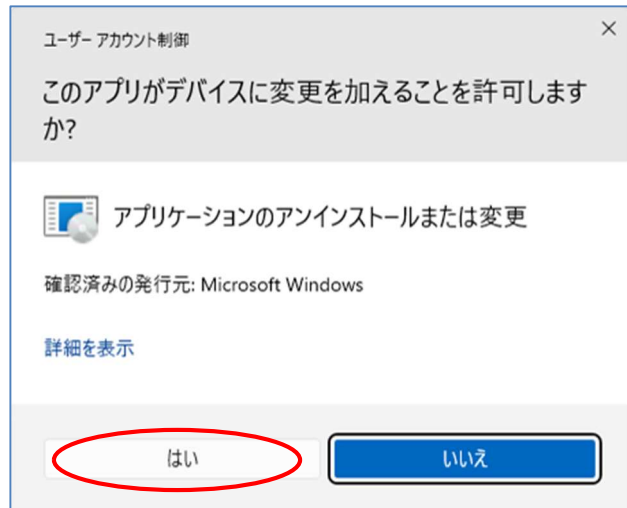 ユーザー アカウント制御
このアプリがデバイスに変更を加えることを許可します
か?
アプリケーションのアンインストールまたは変更
確認済みの発行元: Microsoft Windows
詳細を表示
はい
いいえ